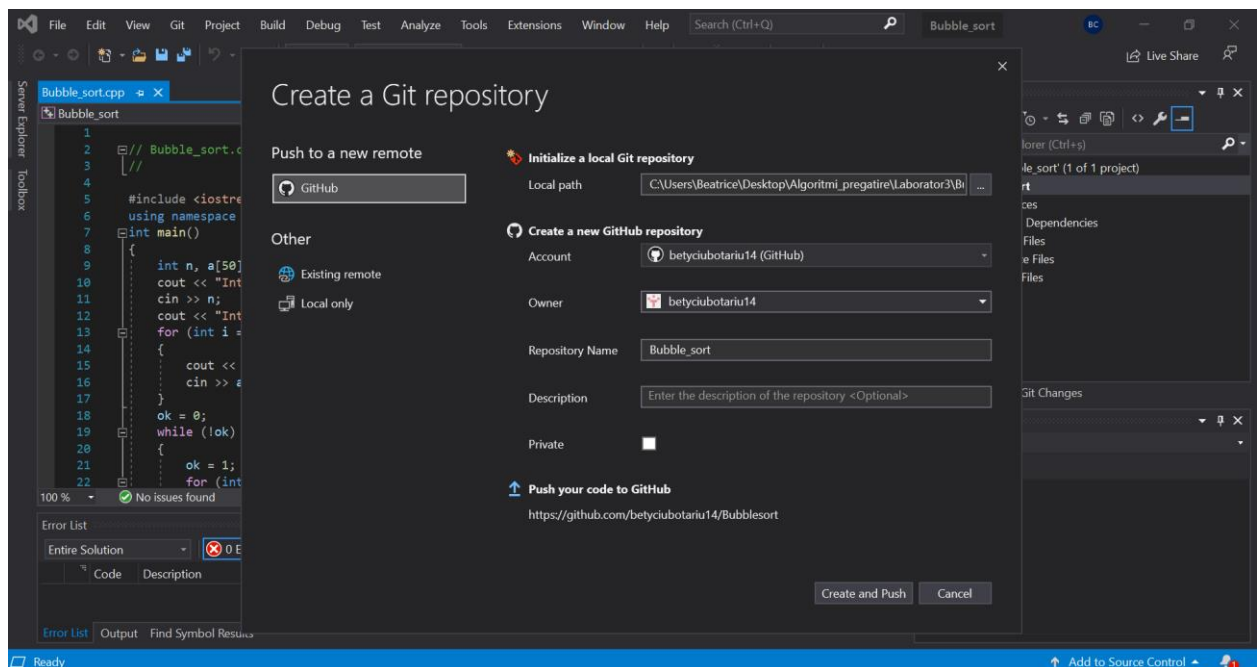 File Edit View Git Project Build Debug Test Analyze Tools Extensions Window Help Search (Ctrl+Q) Bubble_sort BC
Live Share
Server Explorer
Toolbox
Bubble_sort.cpp
Bubble_sort
1
2 // Bubble_sort.c
3 //
4
5 #include <iostre
6 using namespace
7 int main()
8 {
9 int n, a[50]
10 cout << "Int
11 cin >> n;
12 cout << "Int
13 for (int i =
14 {
15 cout <<
16 cin >> a
17 }
18 ok = 0;
19 while (!ok)
20 {
21 ok = 1;
22 for (int
100 % No issues found
Error List
Entire Solution 0 E
Code Description
Error List Output Find Symbol Results
Ready
Create a Git repository
Push to a new remote
GitHub
Other
Existing remote
Local only
Initialize a local Git repository
Local path C:\Users\Beatrice\Desktop\Algoritmi_pregatire\Laborator3\B ...
Create a new GitHub repository
Account betyciubotariu14 (GitHub)
Owner betyciubotariu14
Repository Name Bubble_sort
Description Enter the description of the repository <Optional>
Private
Push your code to GitHub
https://github.com/betyciubotariu14/Bubblesort
Create and Push Cancel
lorer (Ctrl+ş)
le_sort' (1 of 1 project)
rt
ces
Dependencies
Files
e Files
Files
Git Changes
Add to Source Control 1